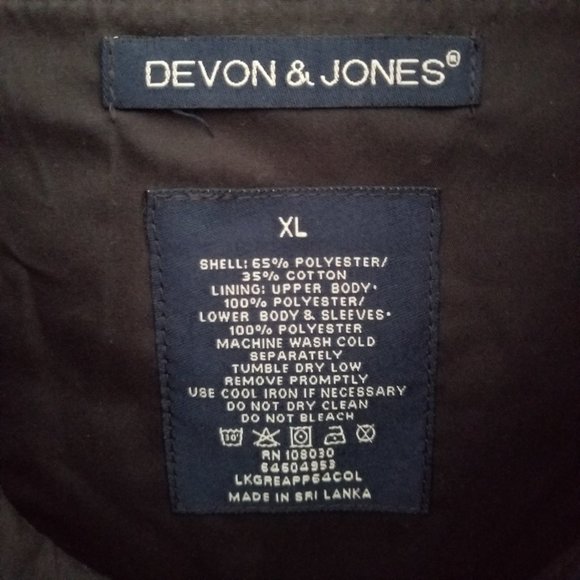 DEVON & JONES®
XL
SHELL: 65% POLYESTER/
35% COTTON
LINING: UPPER BODY•
100% POLYESTER/
LOWER BODY & SLEEVES•
100% POLYESTER
MACHINE WASH COLD
SEPARATELY
TUMBLE DRY LOW
REMOVE PROMPTLY
USE COOL IRON IF NECESSARY
DO NOT DRY CLEAN
DO NOT BLEACH
30°
RN 108030
64604953
LKGREAPP64COL
MADE IN SRI LANKA